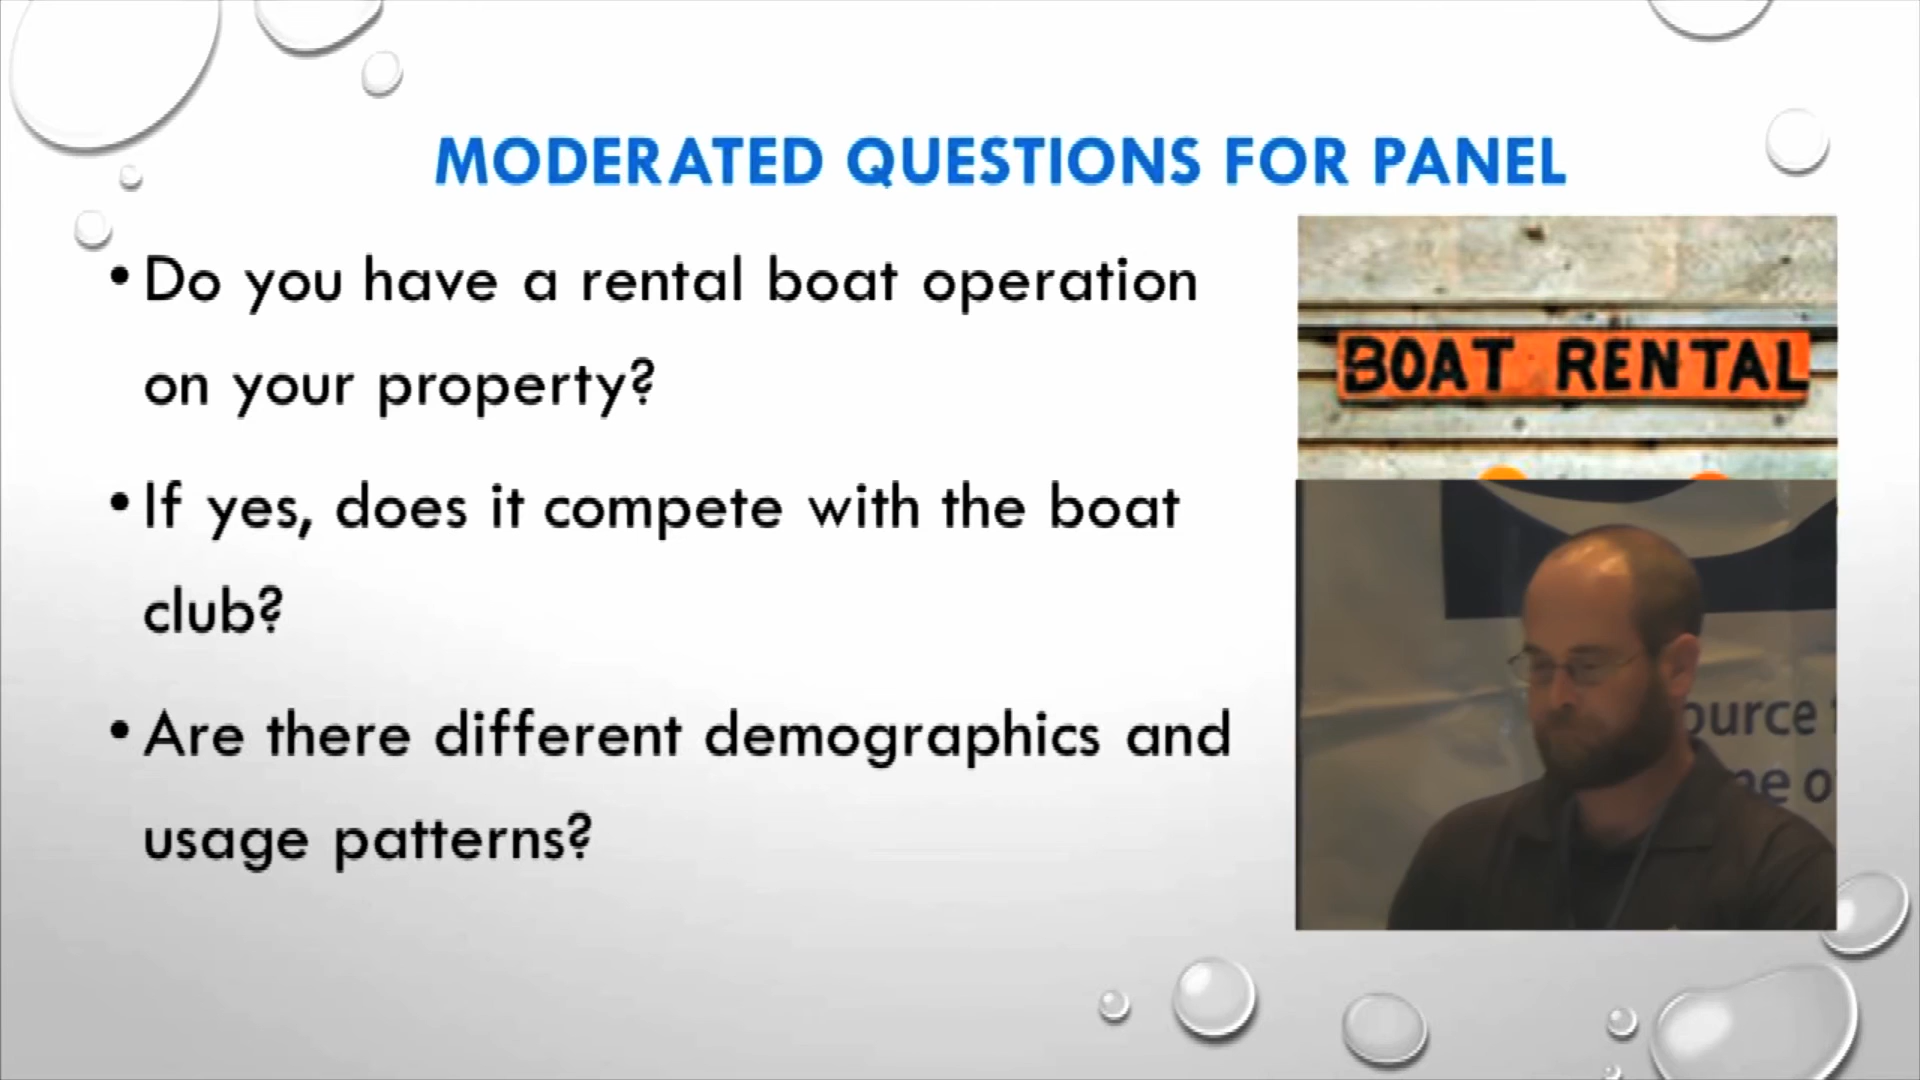 MODERATED QUESTIONS FOR PANEL
• Do you have a rental boat operation
on your property?
• If yes, does it compete with the boat
club?
• Are there different demographics and
usage patterns?
BOAT RENTAL